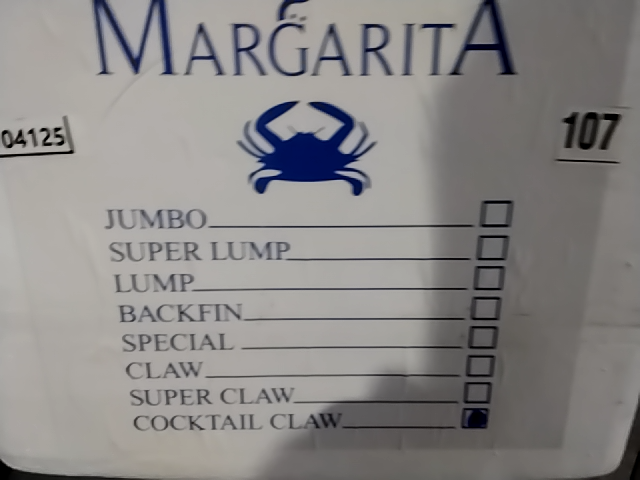 MARGARITA
04125
107
JUMBO
SUPER LUMP
LUMP
BACKFIN
SPECIAL
CLAW
SUPER CLAW
COCKTAIL CLAW